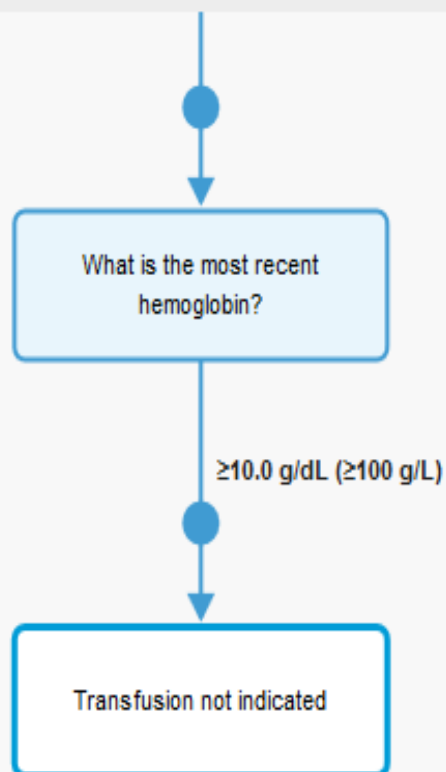 What is the most recent
hemoglobin?
≥10.0 g/dL (≥100 g/L)
Transfusion not indicated